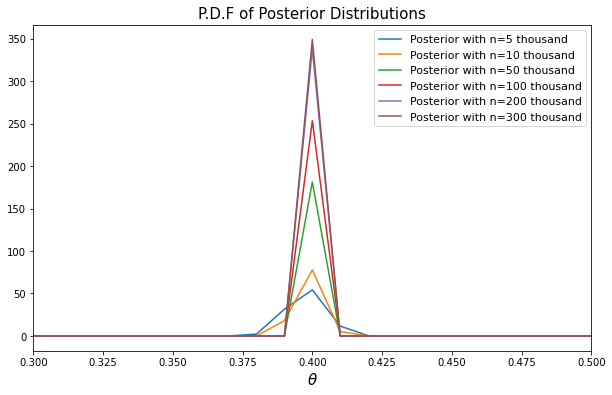 P.D.F of Posterior Distributions
Posterior with n=5 thousand
Posterior with n=10 thousand
Posterior with n=50 thousand
Posterior with n=100 thousand
Posterior with n=200 thousand
Posterior with n=300 thousand
350
300
250
200
150
100
50
0
0.300 0.325 0.350 0.375 0.400 0.425 0.450 0.475 0.500
θ